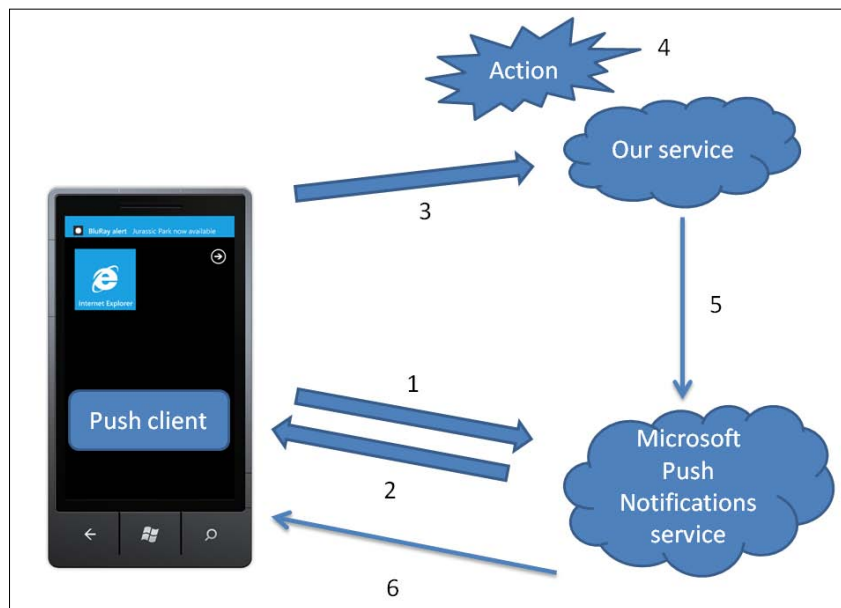 Action
4
Our service
3
BluRay alert Jurassic Park now available
Internet Explorer
5
1
Push client
Microsoft
Push
Notifications
service
2
6